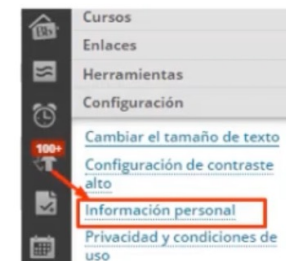 Bb
Cursos
Enlaces
Herramientas
Configuración
100+
Cambiar el tamaño de texto
Configuración de contraste
alto
Información personal
Privacidad y condiciones de
uso